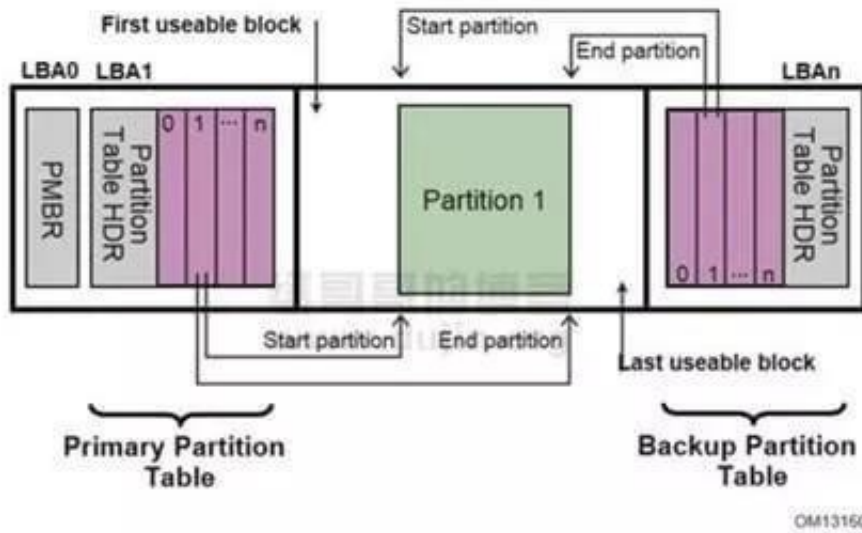 First useable block
Start partition
End partition
LBA0
LBA1
LBAn
PMBR
Partition
Table HDR
0 1 ... n
Partition 1
Partition
Table HDR
0 1 ... n
Start partition
End partition
Last useable block
Primary Partition
Table
Backup Partition
Table